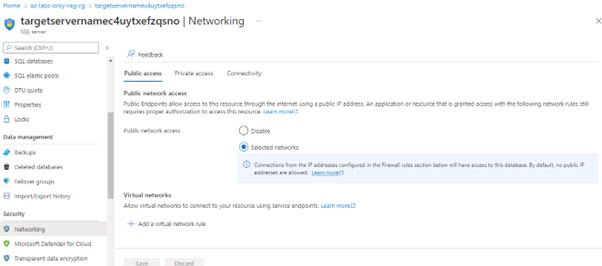 Home > az-labs-only-rag-rg > targetservernamec4uytxefzqsno
targetservernamec4uytxefzqsno | Networking ...
SQL server
Search (Ctrl+/)
SQL databases
SQL elastic pools
DTU quota
Properties
Locks
Data management
Backups
Deleted databases
Failover groups
Import/Export history
Security
Networking
Microsoft Defender for Cloud
Transparent data encryption
Feedback
Public access Private access Connectivity
Public network access
Public Endpoints allow access to this resource through the internet using a public IP address. An application or resource that is granted access with the following network rules still
requires proper authorization to access this resource. Learn more
Public network access
Disable
Selected networks
Connections from the IP addresses configured in the Firewall rules section below will have access to this database. By default, no public IP
addresses are allowed. Learn more
Virtual networks
Allow virtual networks to connect to your resource using service endpoints. Learn more
+ Add a virtual network rule
Save Discard